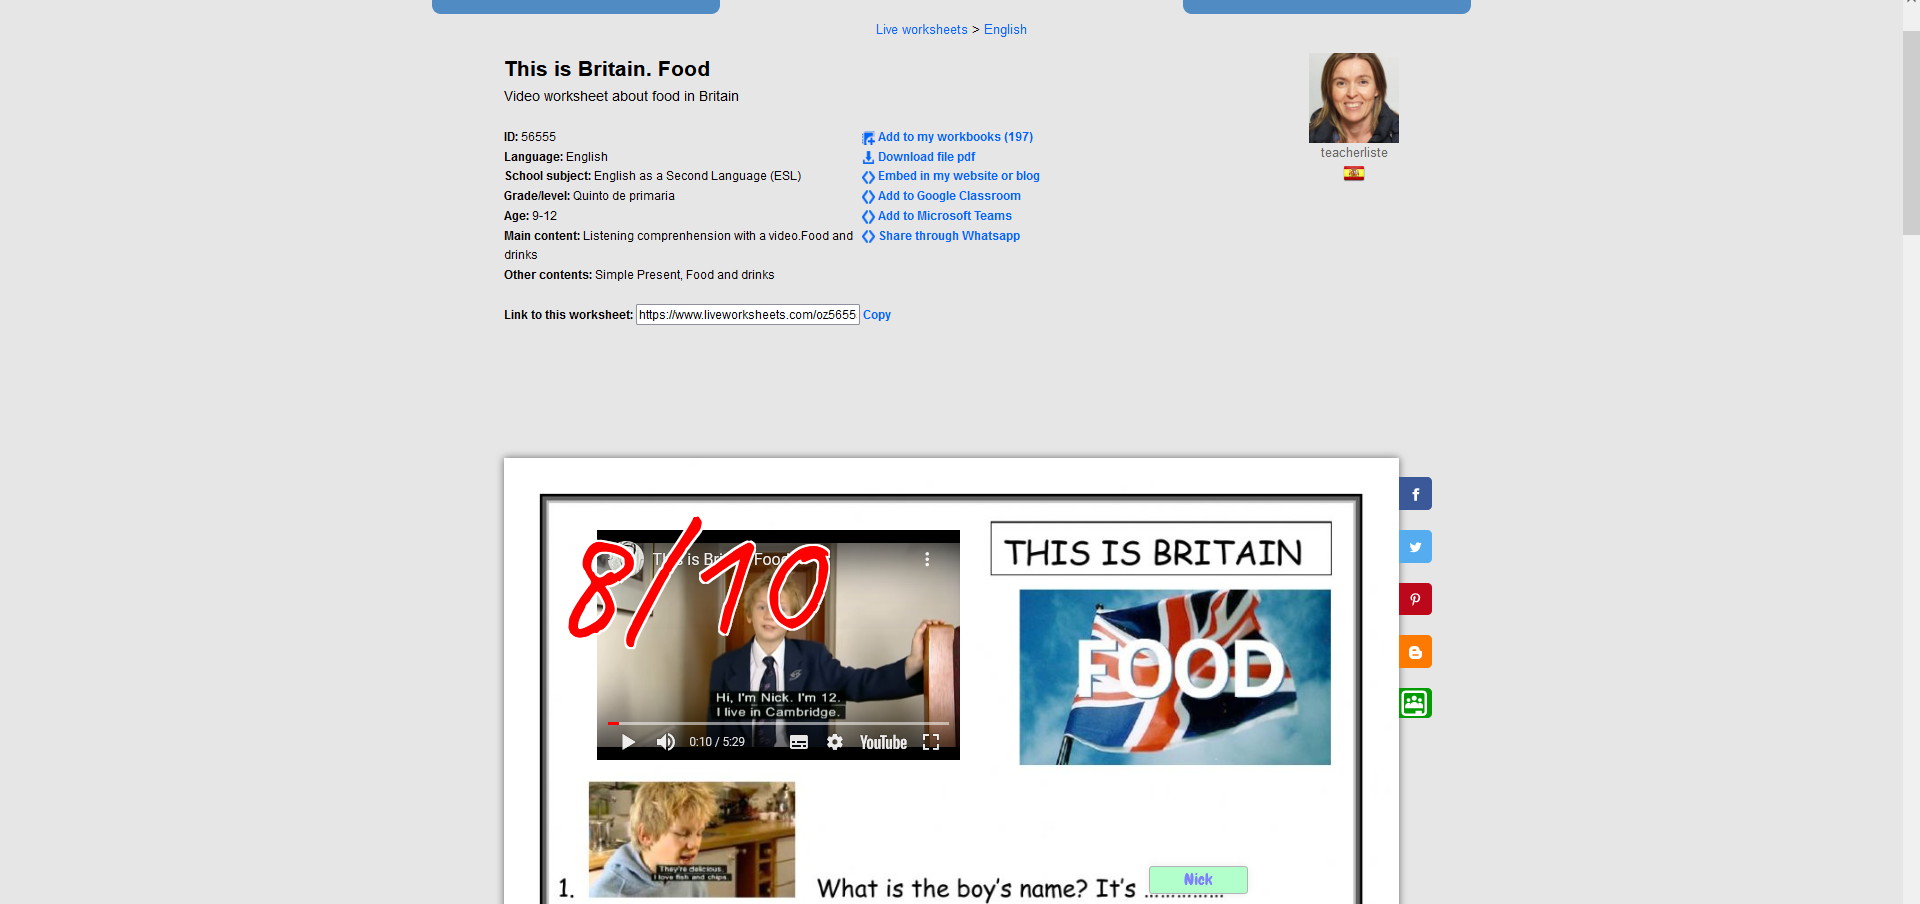 Live worksheets > English
This is Britain. Food
Video worksheet about food in Britain
ID: 56555
Language: English
School subject: English as a Second Language (ESL)
Grade/level: Quinto de primaria
Age: 9-12
Main content: Listening comprenhension with a video.Food and
drinks
Other contents: Simple Present, Food and drinks
Add to my workbooks (197)
Download file pdf
Embed in my website or blog
Add to Google Classroom
Add to Microsoft Teams
Share through Whatsapp
teacherliste
Link to this worksheet: https://www.liveworksheets.com/oz5655 Copy
8/10
This is Britain Food
Hi, I'm Nick. I'm 12.
I live in Cambridge.
0:10 / 5:29 YouTube
THIS IS BRITAIN
FOOD
They're delicious.
I love fish and chips.
1. What is the boy's name? It's Nick